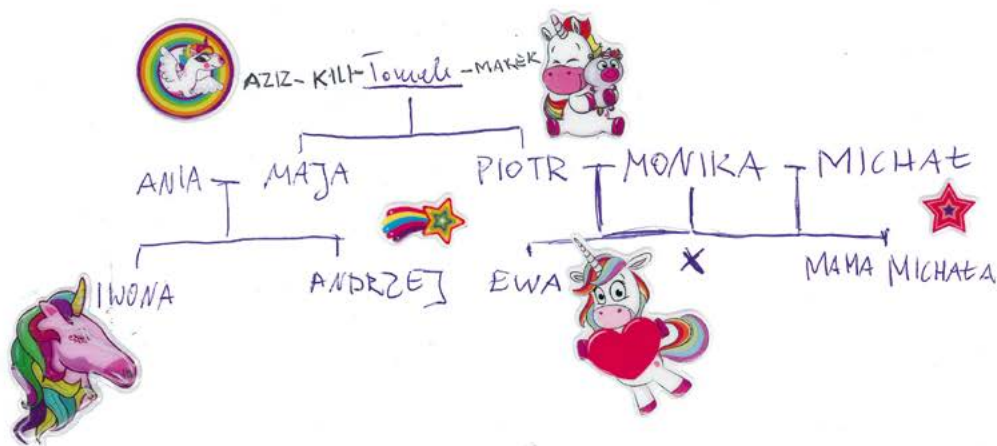 AZIZ - KILI - Tomek - MAREK
ANIA - MAJA PIOTR - MONIKA - MICHAŁ
IWONA ANDRZEJ EWA X MAMA MICHAŁA